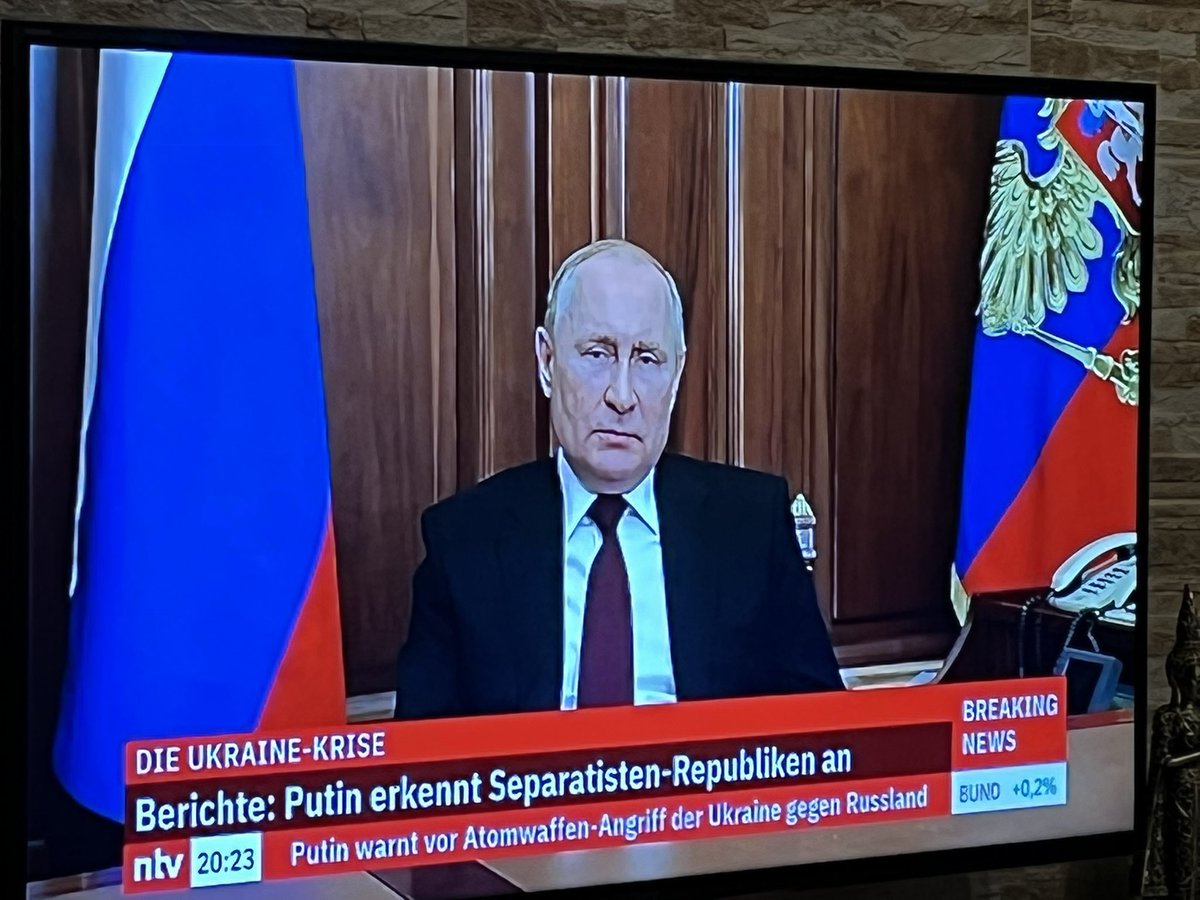 DIE UKRAINE-KRISE
BREAKING
NEWS
Berichte: Putin erkennt Separatisten-Republiken an
BUND +0,2%
ntv 20:23
Putin warnt vor Atomwaffen-Angriff der Ukraine gegen Russland